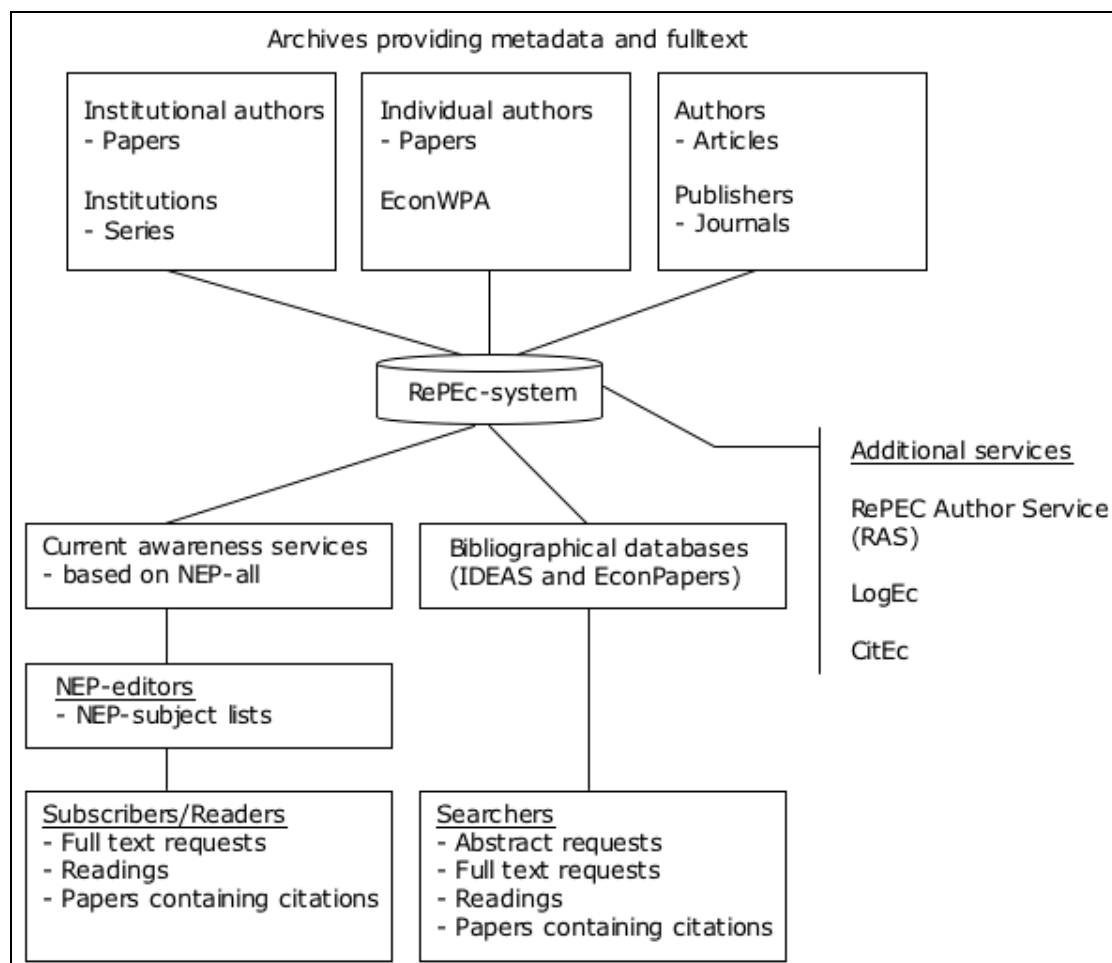 Archives providing metadata and fulltext
Institutional authors
- Papers
Institutions
- Series
Individual authors
- Papers
EconWPA
Authors
- Articles
Publishers
- Journals
RePEc-system
Additional services
RePEC Author Service
(RAS)
LogEc
CitEc
Current awareness services
- based on NEP-all
Bibliographical databases
(IDEAS and EconPapers)
NEP-editors
- NEP-subject lists
Subscribers/Readers
- Full text requests
- Readings
- Papers containing citations
Searchers
- Abstract requests
- Full text requests
- Readings
- Papers containing citations